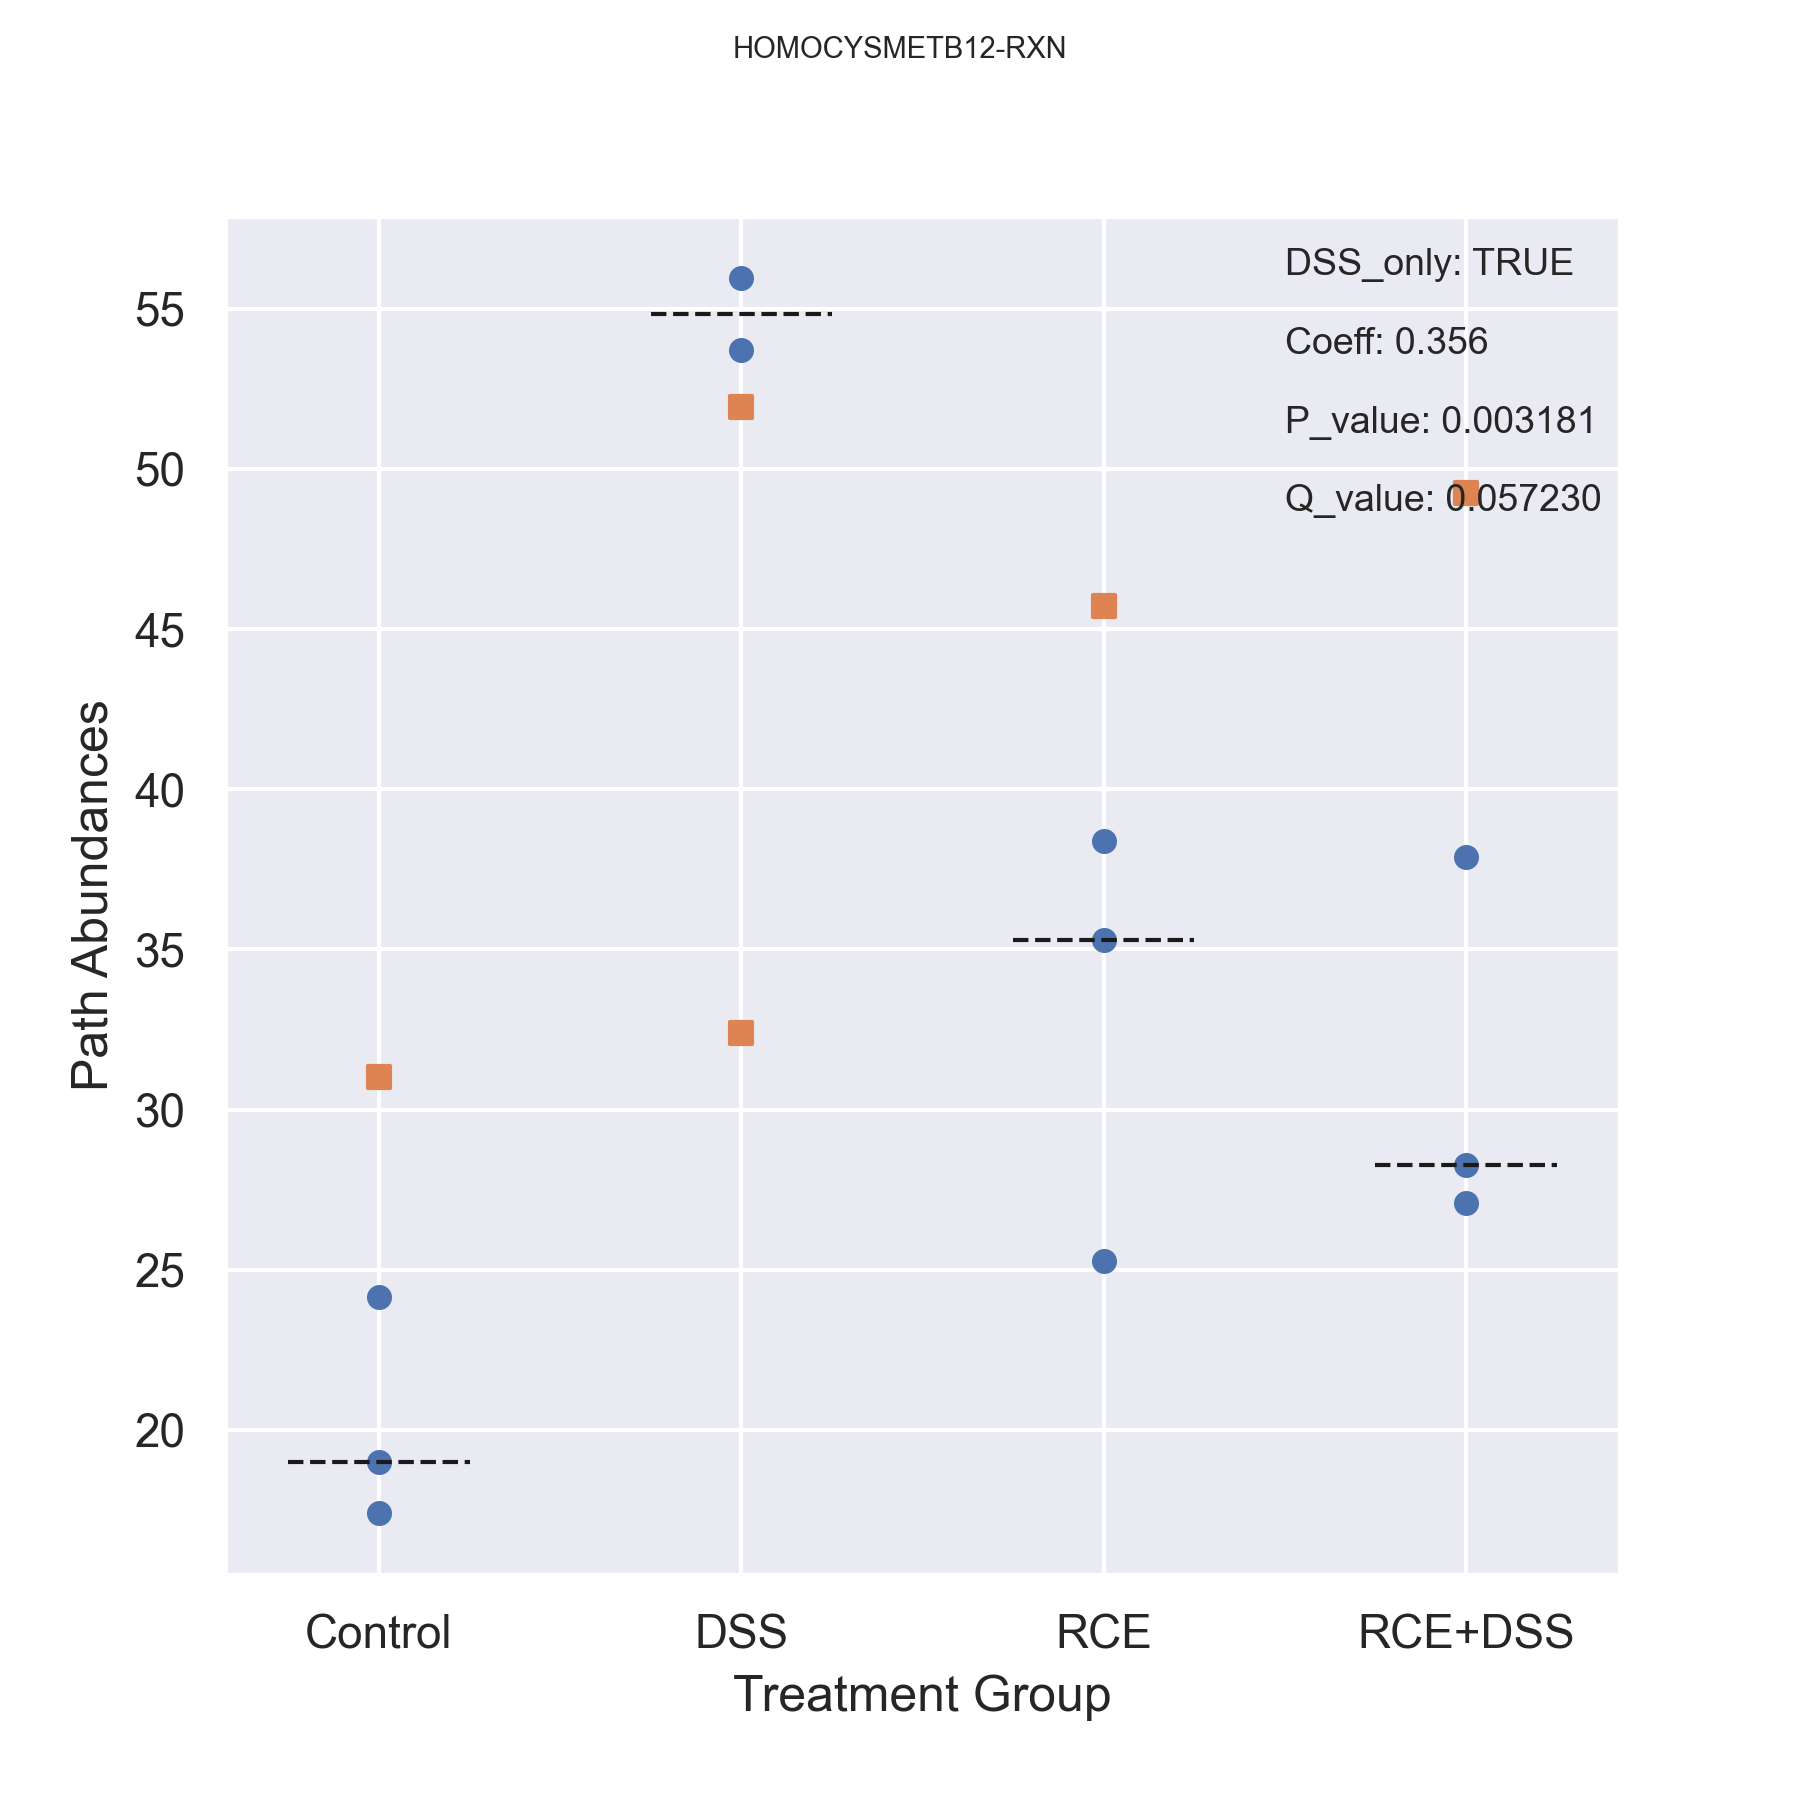 HOMOCYSMETB12-RXN
DSS_only: TRUE
Coeff: 0.356
P_value: 0.003181
Q_value: 0.057230
55
50
45
40
35
30
25
20
Path Abundances
Control
DSS
RCE
RCE+DSS
Treatment Group